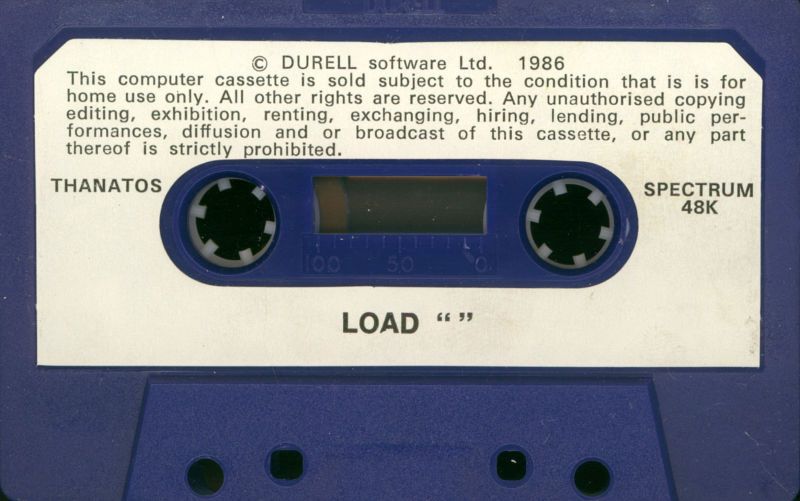 © DURELL software Ltd. 1986
This computer cassette is sold subject to the condition that is is for
home use only. All other rights are reserved. Any unauthorised copying
editing, exhibition, renting, exchanging, hiring, lending, public per-
formances, diffusion and or broadcast of this cassette, or any part
thereof is strictly prohibited.
THANATOS
SPECTRUM
48K
100 50 0
LOAD “ ”